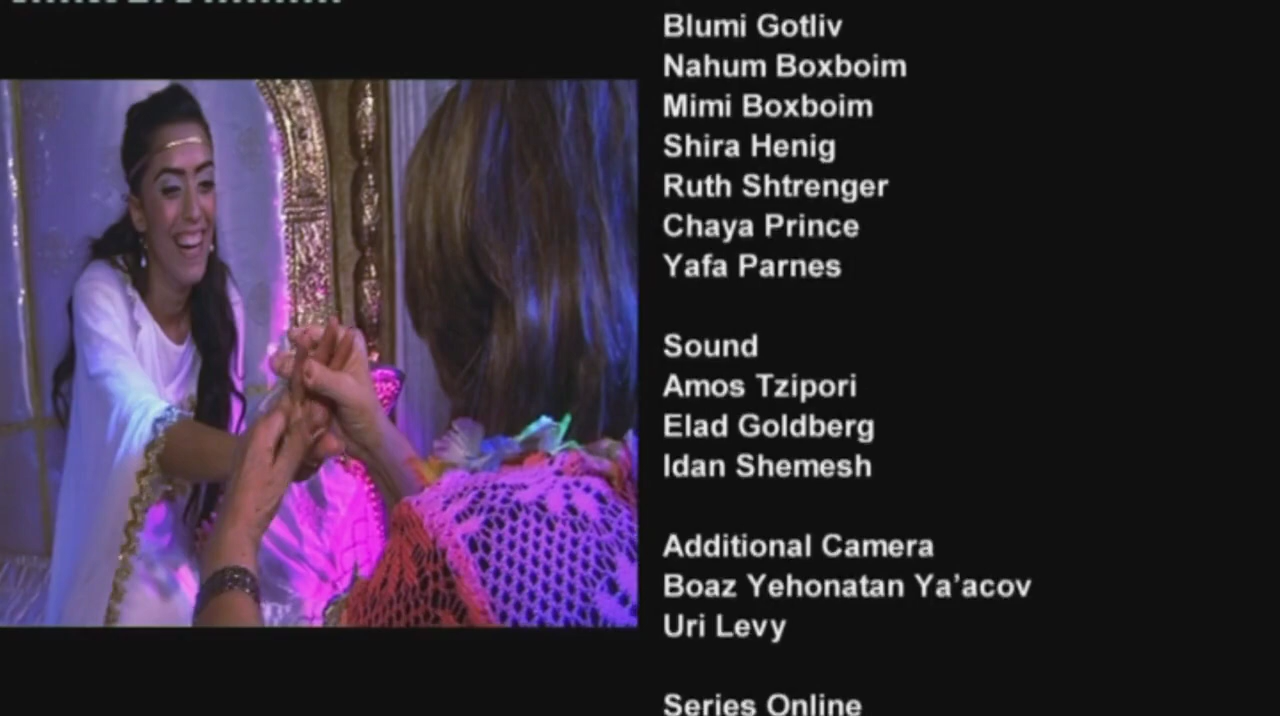 Blumi Gotliv
Nahum Boxboim
Mimi Boxboim
Shira Henig
Ruth Shtrenger
Chaya Prince
Yafa Parnes
Sound
Amos Tzipori
Elad Goldberg
Idan Shemesh
Additional Camera
Boaz Yehonatan Ya’acov
Uri Levy
Series Online